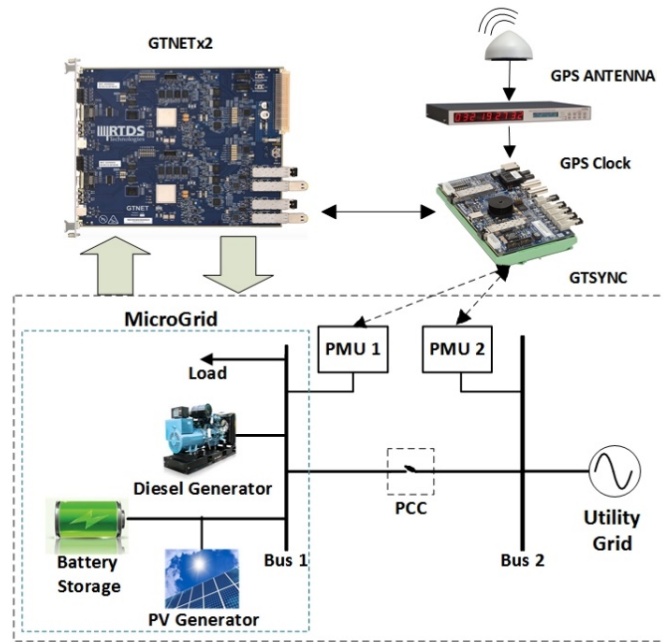 GTNETx2
GPS ANTENNA
RTDS
Technologies
GTNET
GPS Clock
GTSYNC
MicroGrid
PMU 1
PMU 2
Load
Diesel Generator
PCC
Utility
Grid
Battery
Storage
Bus 1
Bus 2
PV Generator